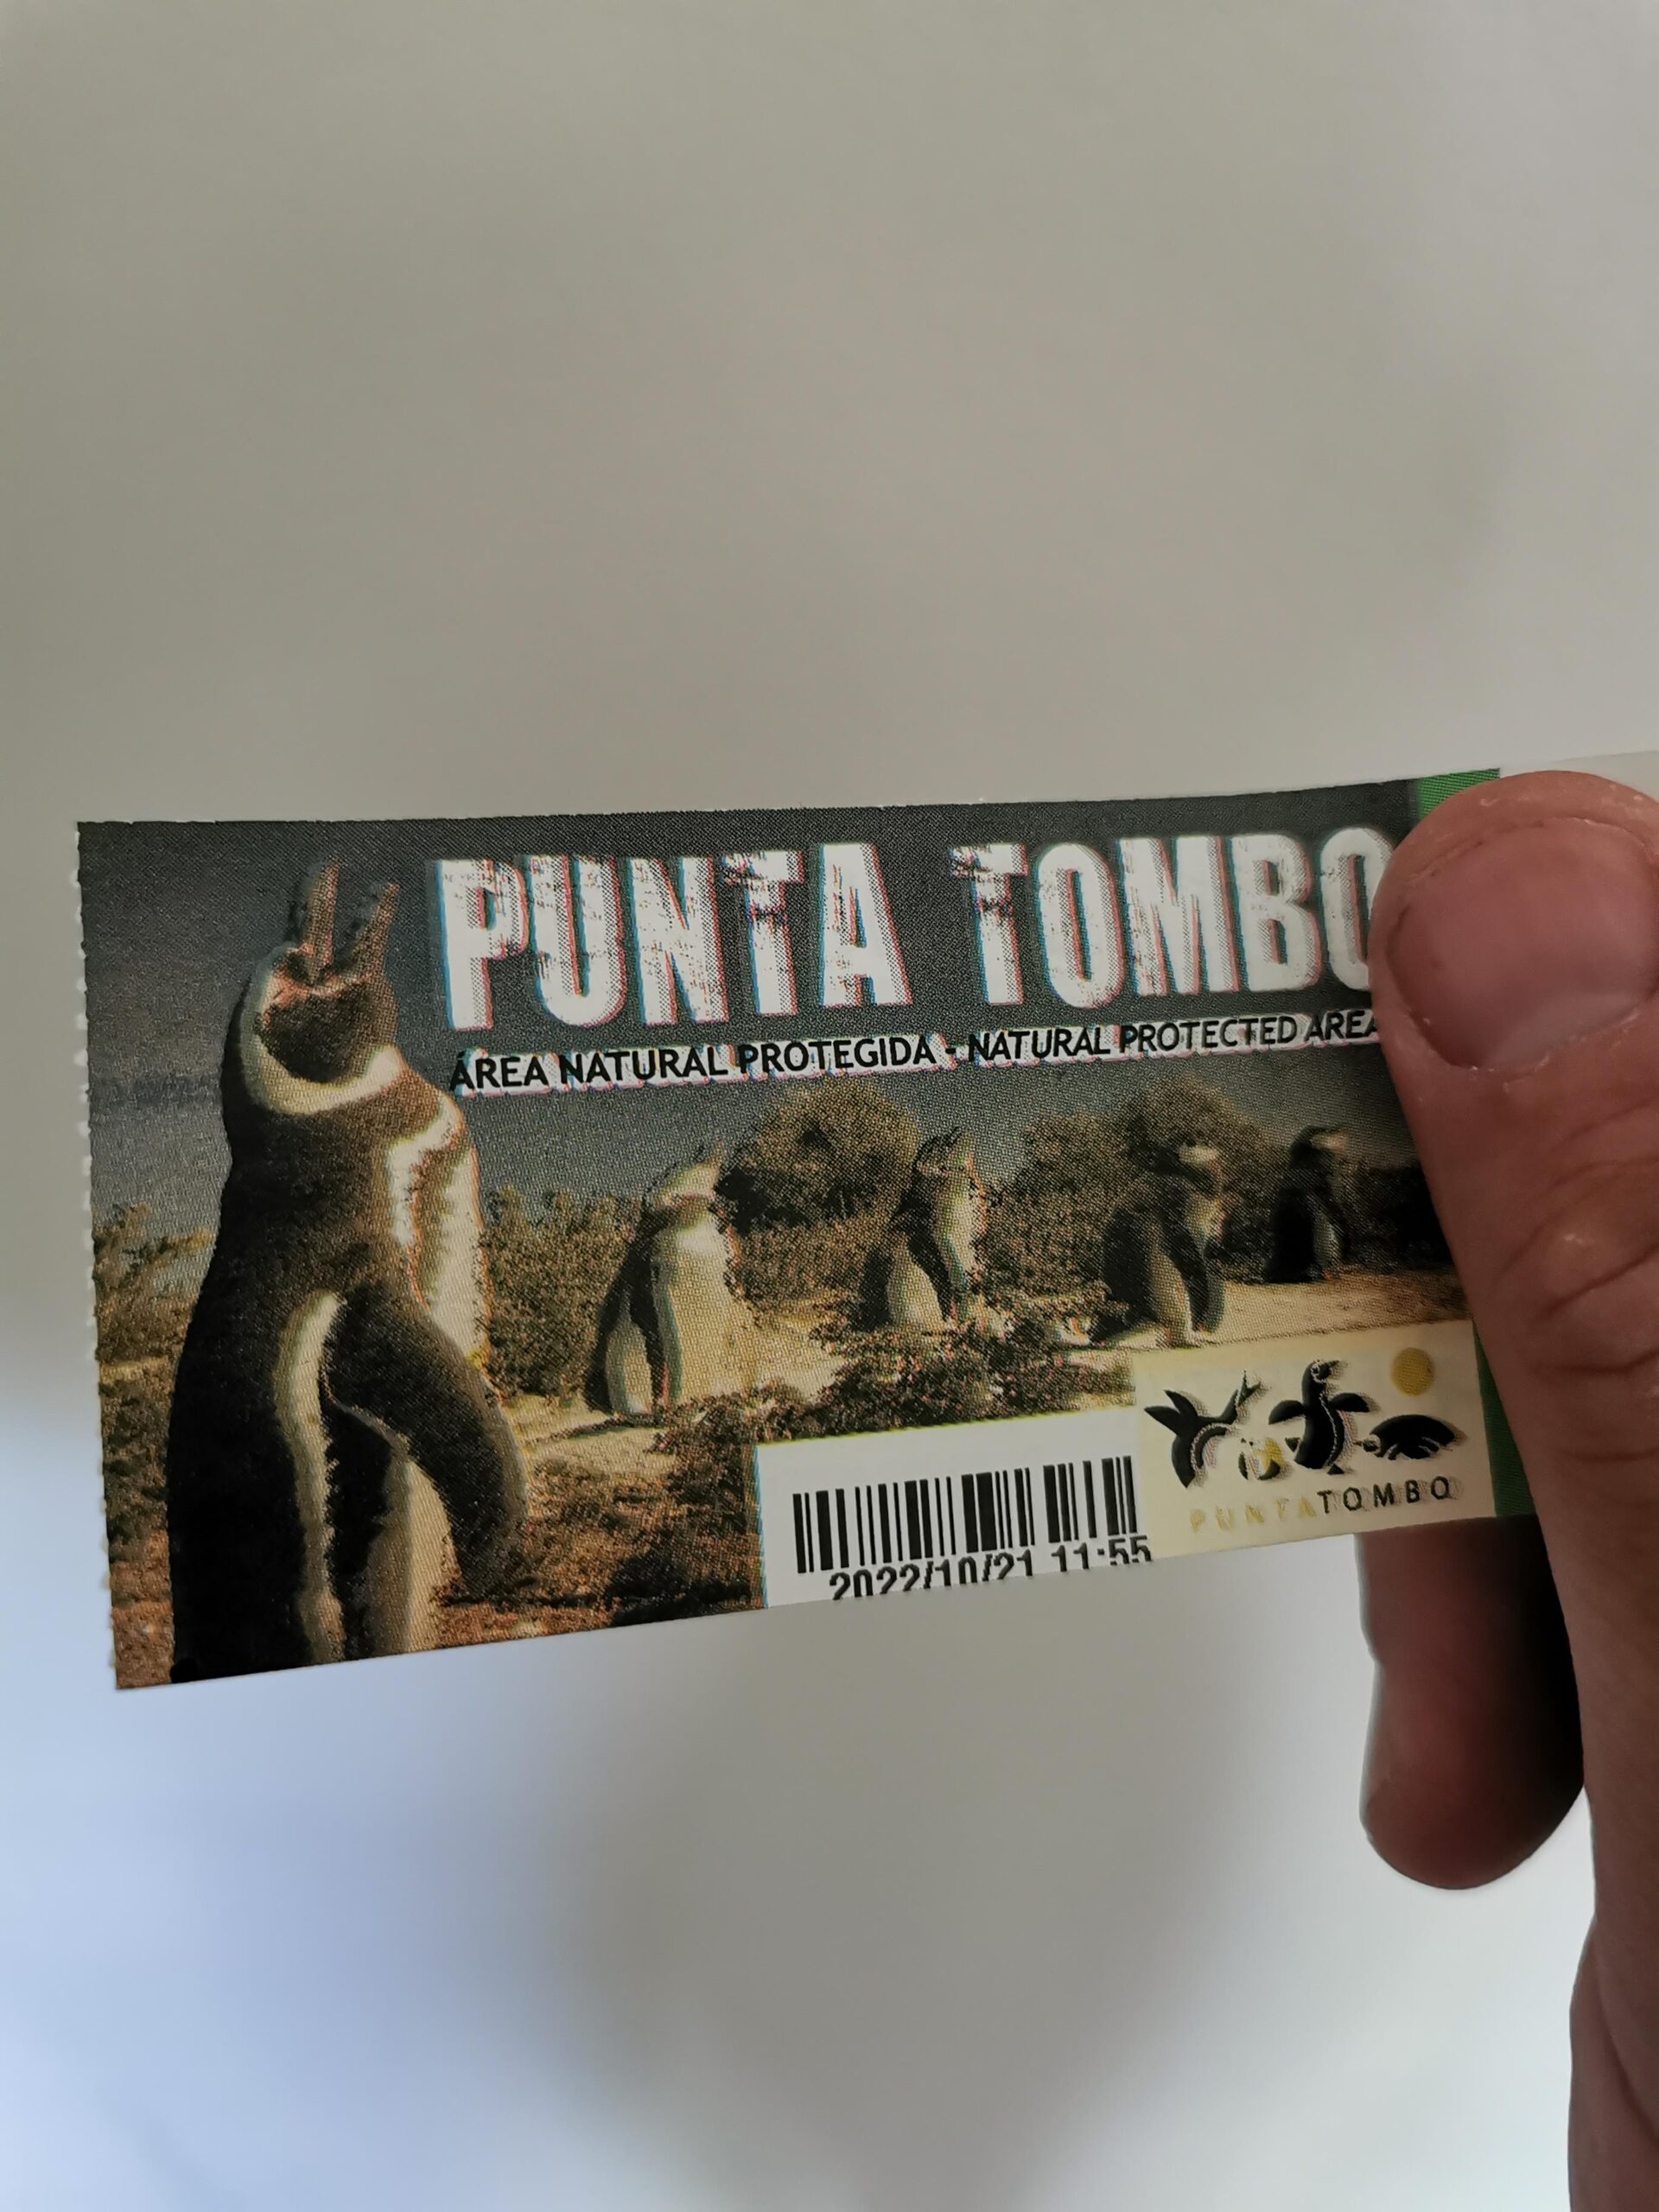 PUNTA TOMBO
ÁREA NATURAL PROTEGIDA - NATURAL PROTECTED AREA
2022/10/21 11:55
PUNTATOMBO